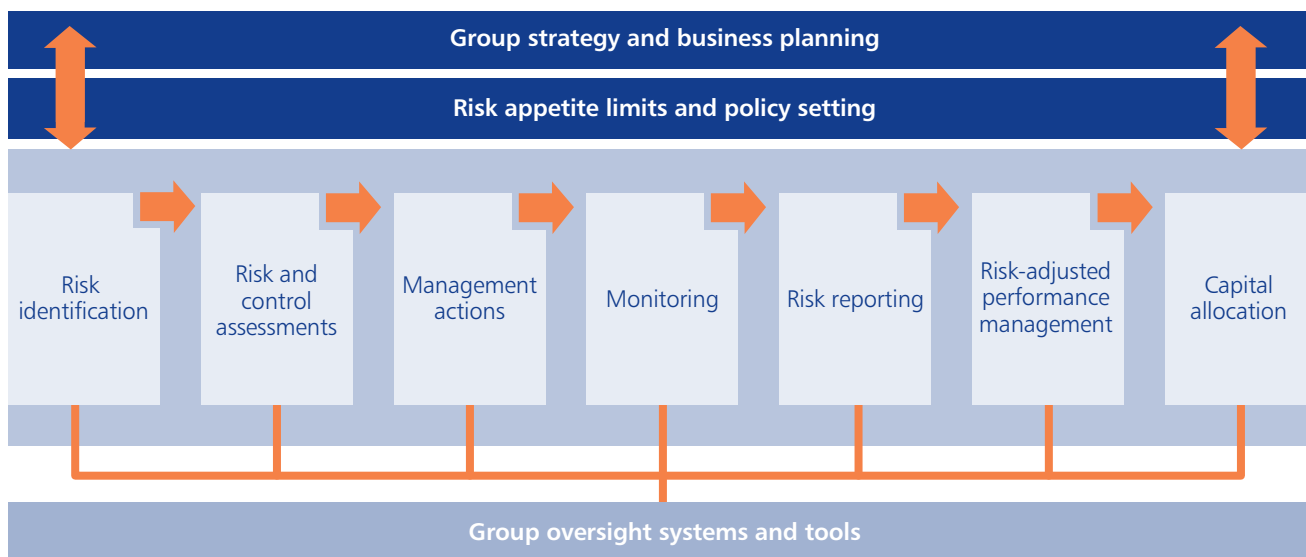 Group strategy and business planning
Risk appetite limits and policy setting
Risk
identification
Risk and
control
assessments
Management
actions
Monitoring
Risk reporting
Risk-adjusted
performance
management
Capital
allocation
Group oversight systems and tools